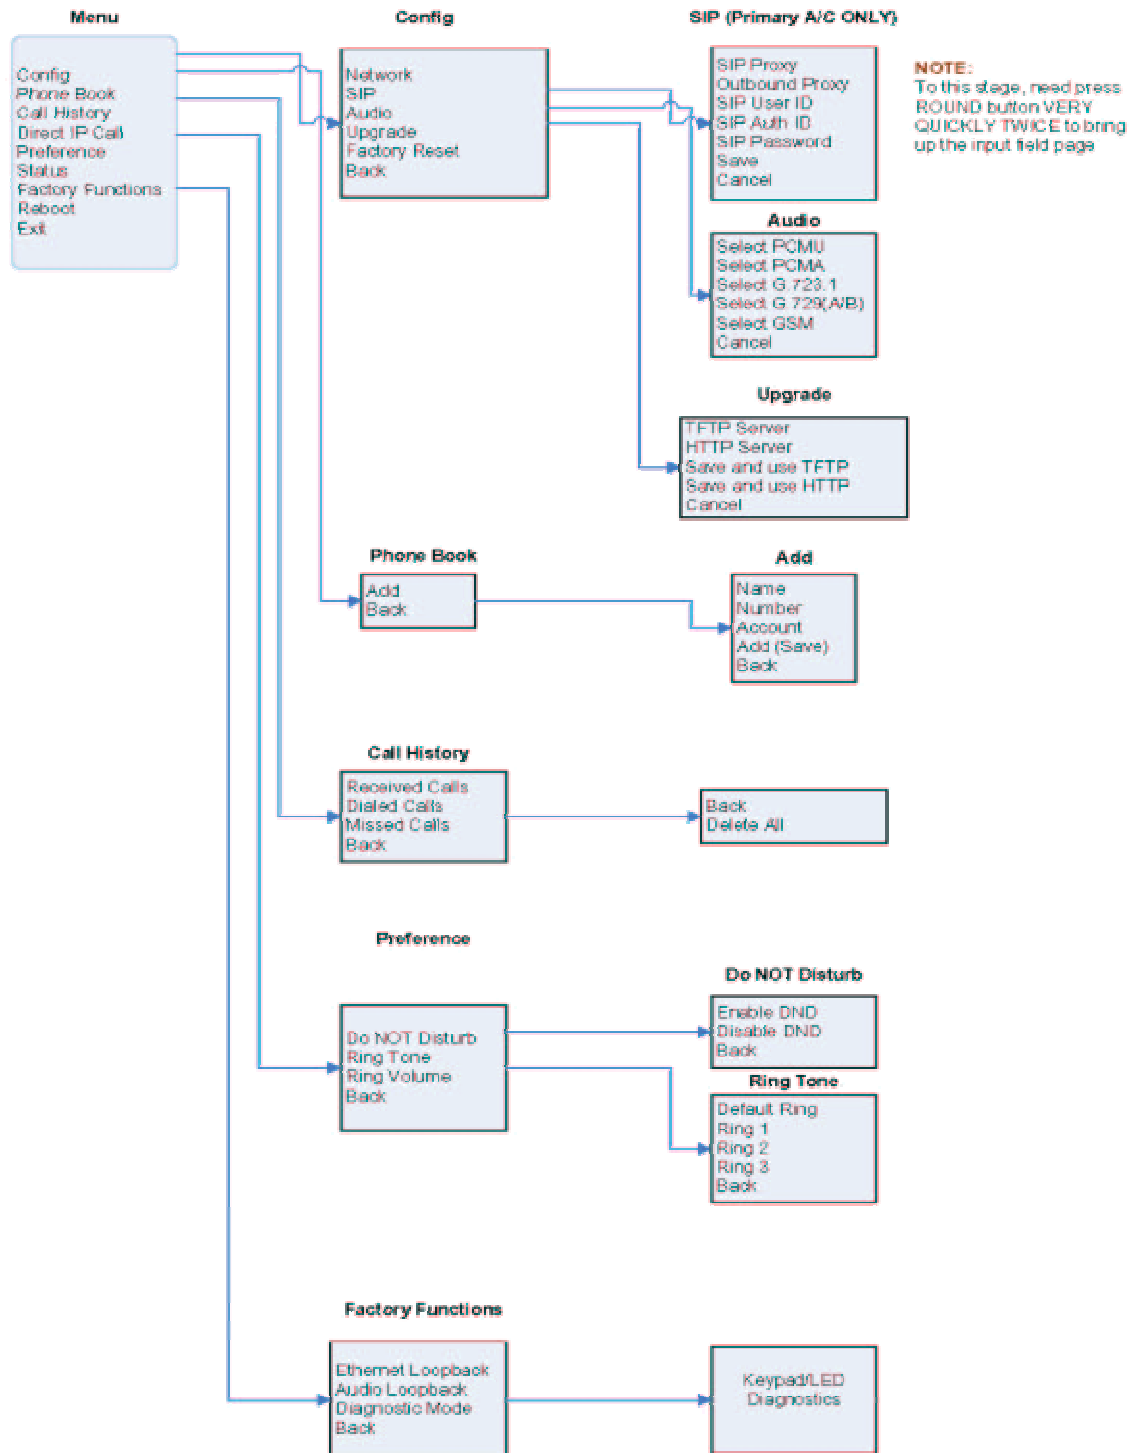 Menu
Config
Phone Book
Call History
Direct IP Call
Preference
Status
Factory Functions
Reboot
Exit
Config
Network
SIP
Audio
Upgrade
Factory Reset
Back
SIP (Primary A/C ONLY)
SIP Proxy
Outbound Proxy
SIP User ID
SIP Auth ID
SIP Password
Save
Cancel
NOTE:
To this stage, need press
ROUND button VERY
QUICKLY TWICE to bring
up the input field page
Audio
Select PCMU
Select PCMA
Select G.723.1
Select G.729(A/B)
Select GSM
Cancel
Upgrade
TFTP Server
HTTP Server
Save and use TFTP
Save and use HTTP
Cancel
Phone Book
Add
Back
Add
Name
Number
Account
Add (Save)
Back
Call History
Received Calls
Dialed Calls
Missed Calls
Back
Back
Delete All
Preference
Do NOT Disturb
Ring Tone
Ring Volume
Back
Do NOT Disturb
Enable DND
Disable DND
Back
Ring Tone
Default Ring
Ring 1
Ring 2
Ring 3
Back
Factory Functions
Ethernet Loopback
Audio Loopback
Diagnostic Mode
Back
Keypad/LED
Diagnostics